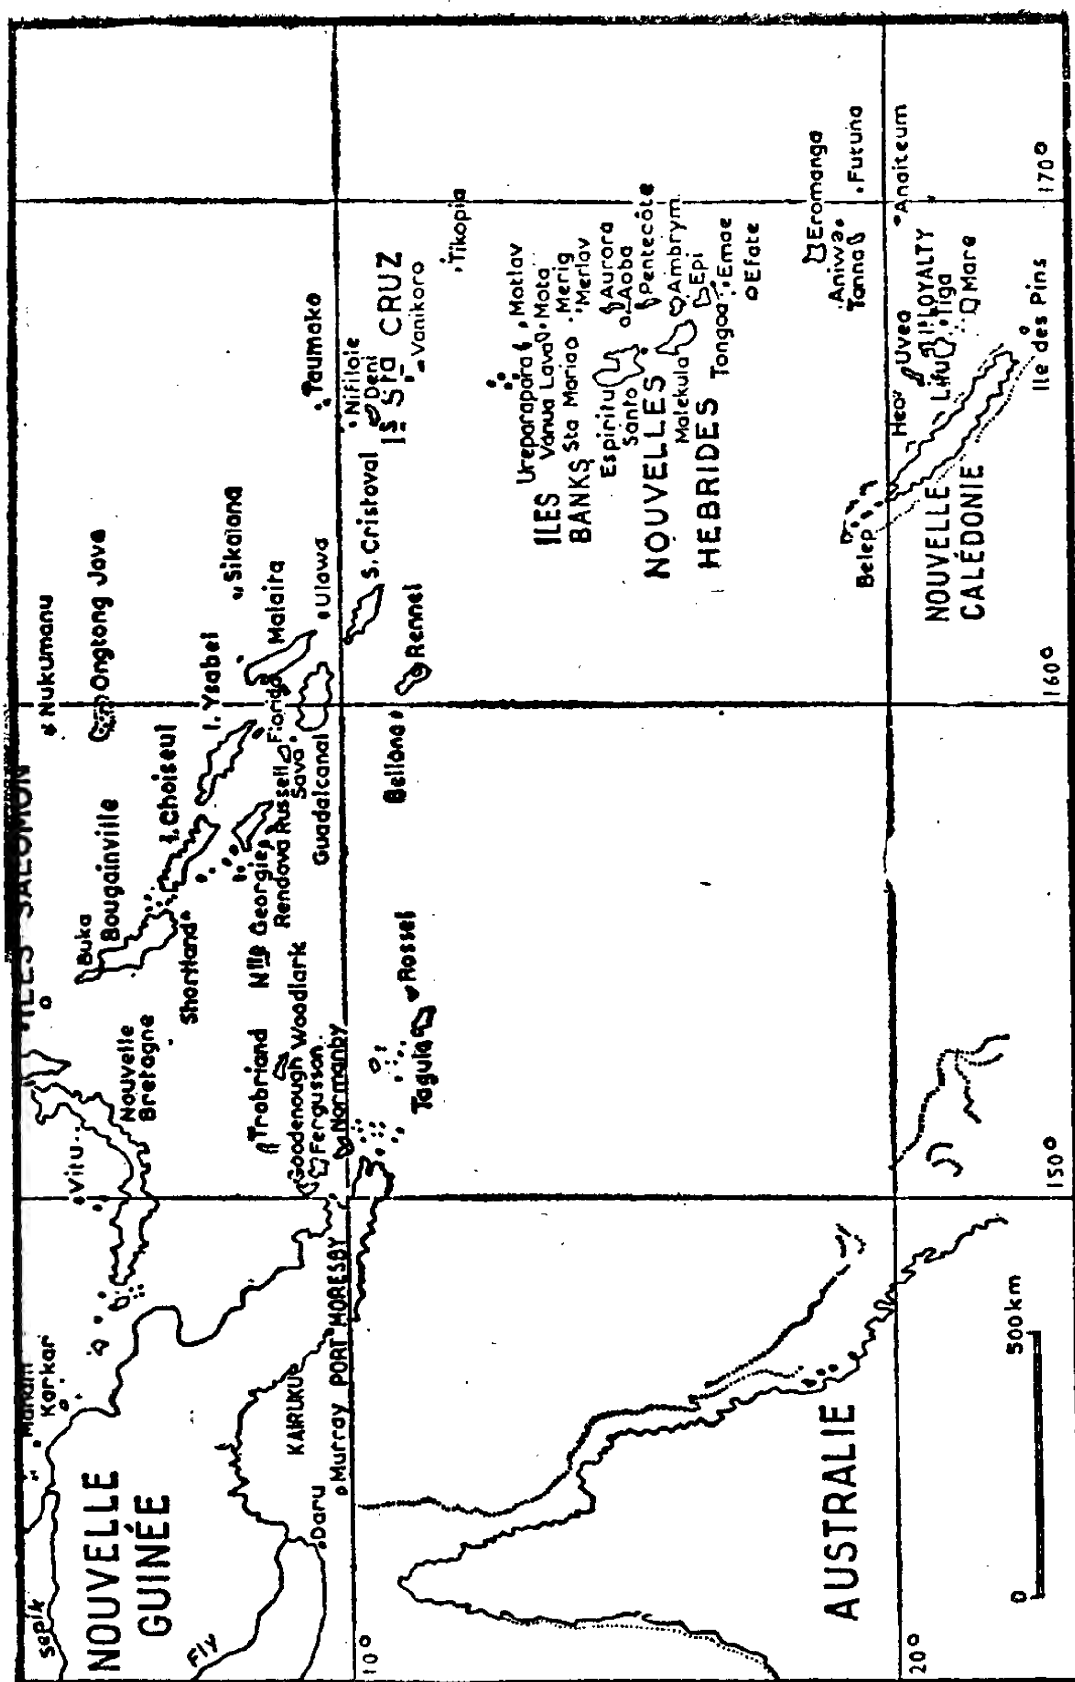 ILES SALOMON
Nukumanu
Ongtong Java
Sikaiana
I. Ysabel
I. Choiseul
Bougainville
Buka
Shortland
Malaita
Ulawa
Florida
Russell
Savo
Rendova
Nlle Georgie
Guadalcanal
S. Cristoval
Rennel
Bellona
Taumako
Nifiloie
Deni
Is Sta CRUZ
Vanikoro
Tikopia
Manam
Karkar
Sepik
NOUVELLE
GUINÉE
Fly
Vitu
Nouvelle
Bretagne
Trobriand
Woodlark
Goodenough
Fergusson
Normanby
Tagula
Rossel
KAIRUKU
PORT MORESBY
Daru
Murray
10°
Ureparapara
Motlav
Vanua Lava
Mota
Sta Maria
Merig
Merlav
ILES
BANKS
Espiritu
Santo
Aurora
Aoba
Pentecôte
Ambrym
Malekula
Epi
Tongoa
Emae
Efate
NOUVELLES
HEBRIDES
Eromanga
Aniwa
Tanna
Futuna
Anaiteum
Belep
Heo
Uvea
Is LOYALTY
Lifu
Tiga
Mare
Ile des Pins
NOUVELLE
CALÉDONIE
AUSTRALIE
20°
0
500km
150°
160°
170°